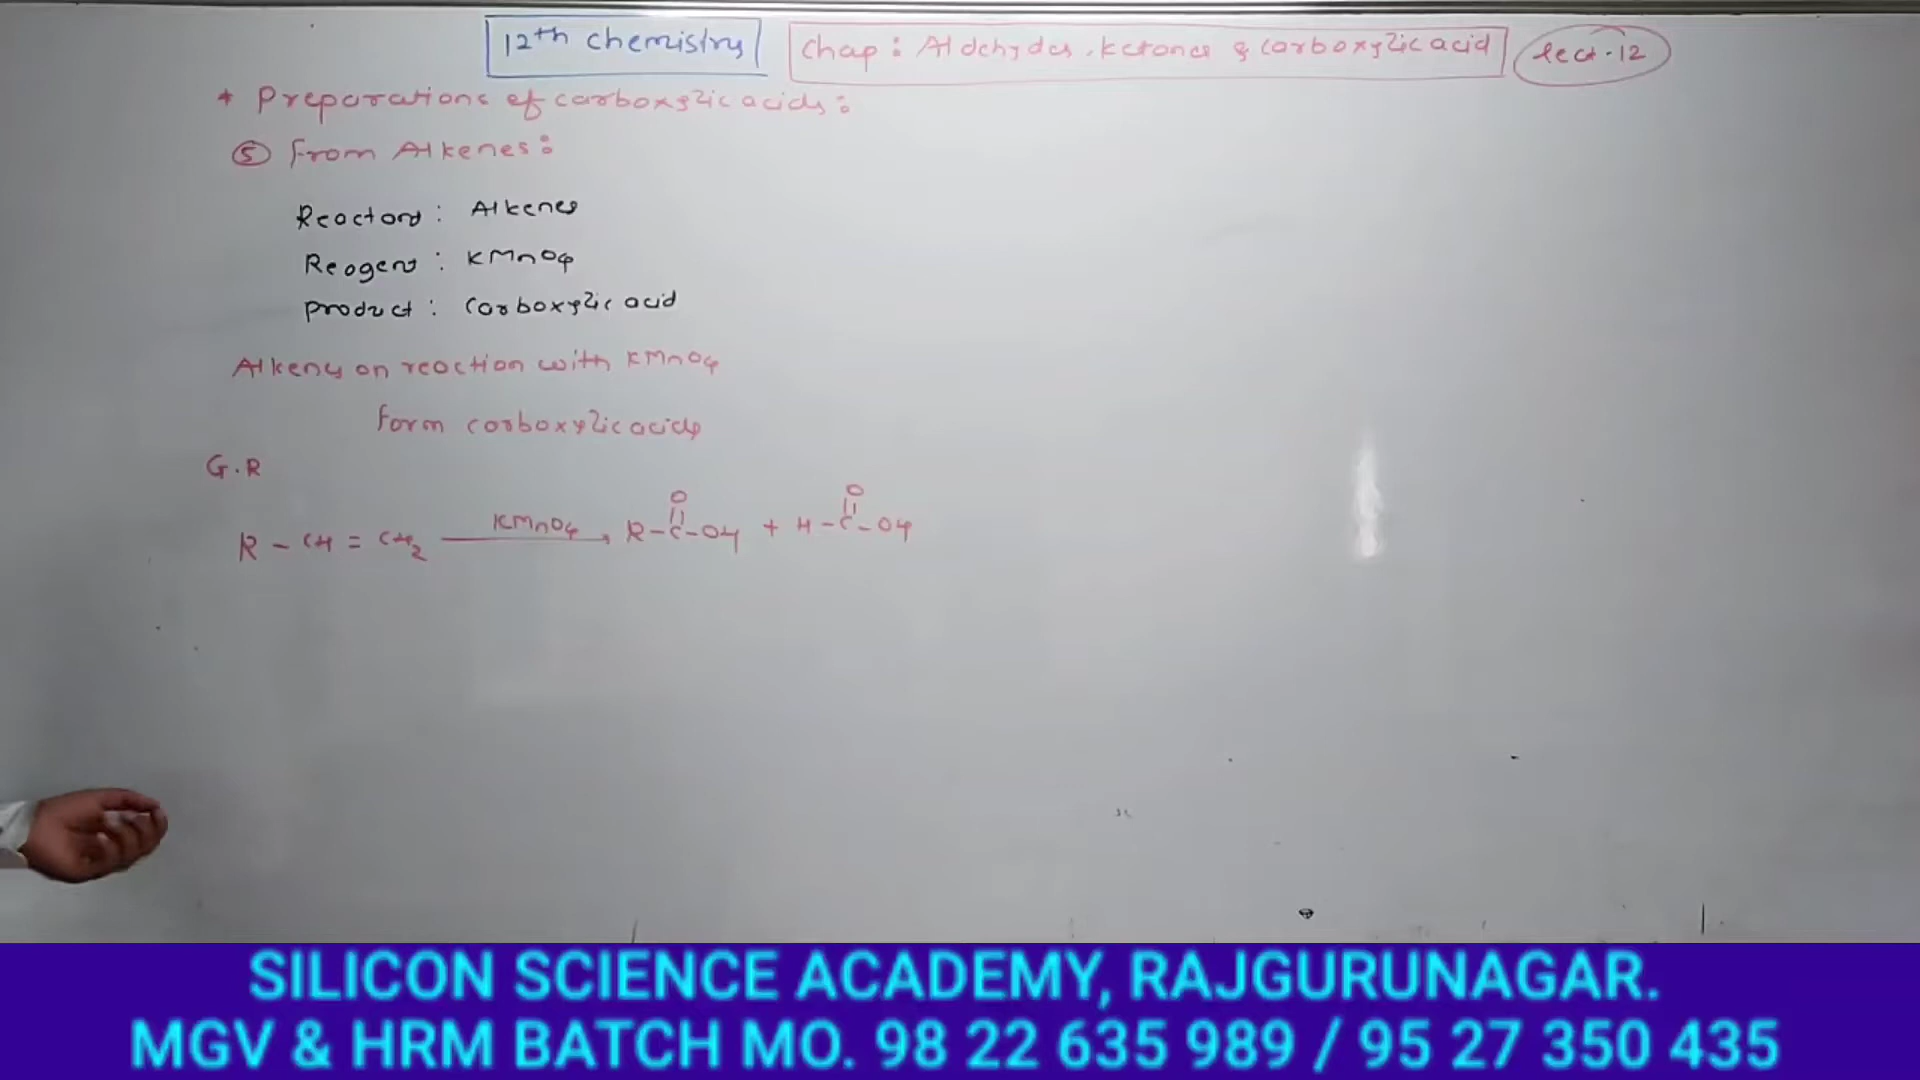 12th chemistry
Chap: Aldehydes, ketones & carboxylic acid
lect-12
* Preparations of carboxylic acids:
⑤ From Alkenes:
Reactant: Alkenes
Reagent: KMnO4
Product: Carboxylic acid
Alkenes on reaction with KMnO4
form carboxylic acids
G.R
R - CH = CH2 KMnO4 → R-C-OH + H-C-OH
O O
SILICON SCIENCE ACADEMY, RAJGURUNAGAR.
MGV & HRM BATCH MO. 98 22 635 989 / 95 27 350 435